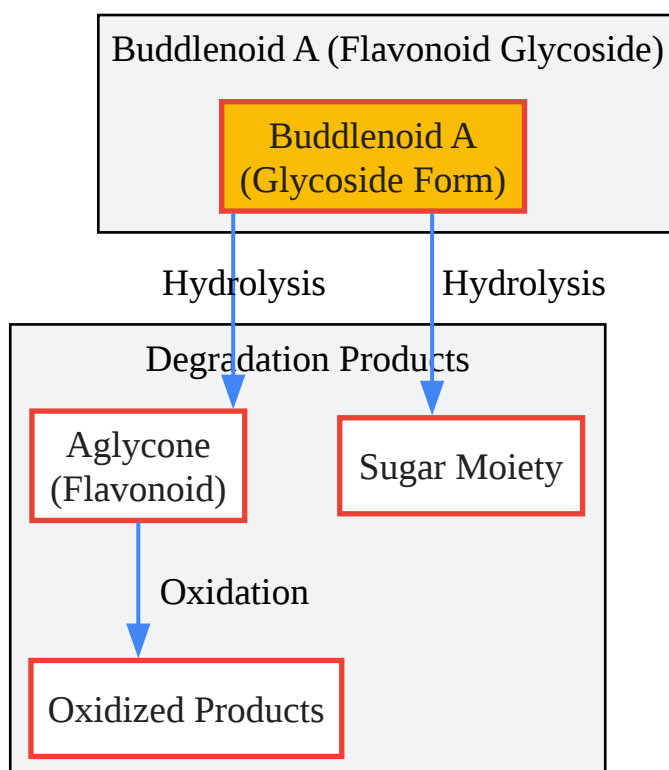 Buddlenoid A (Flavonoid Glycoside)
Buddlenoid A
(Glycoside Form)
Hydrolysis
Hydrolysis
Degradation Products
Aglycone
(Flavonoid)
Sugar Moiety
Oxidation
Oxidized Products